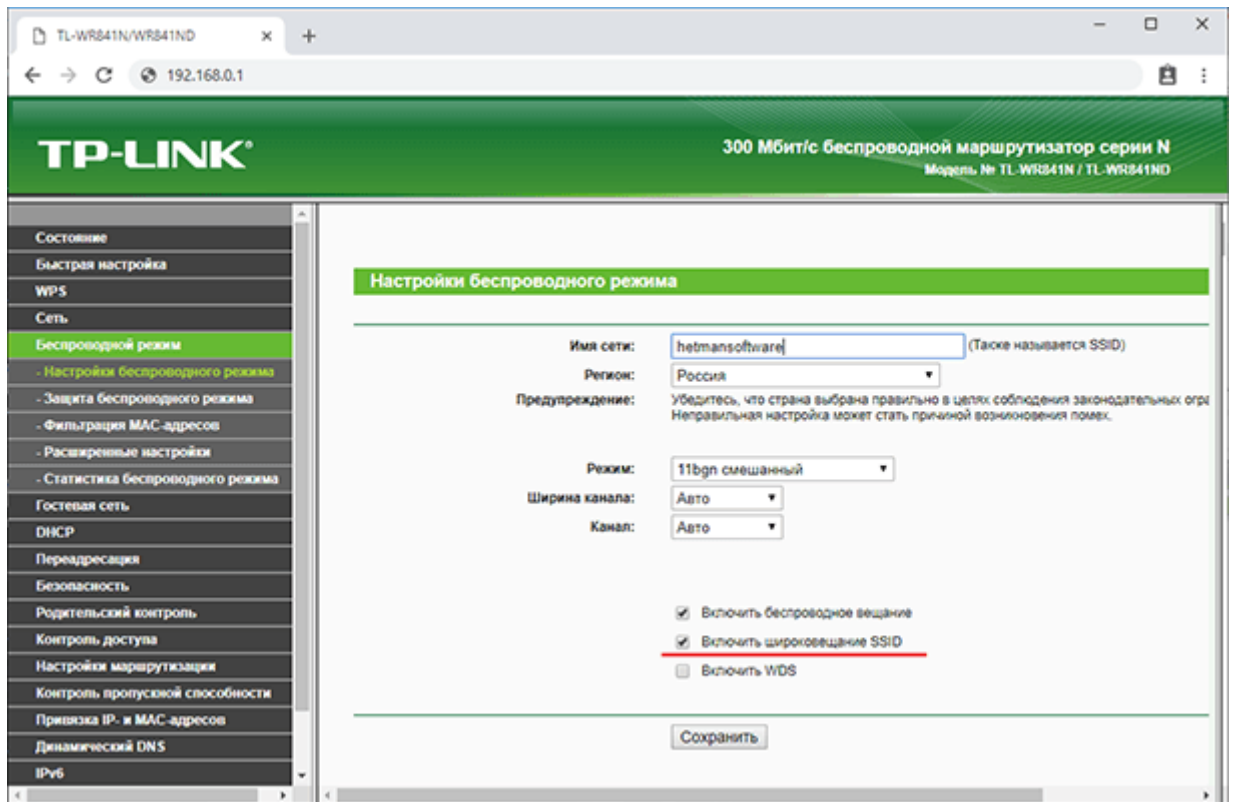 TL-WR841N/WR841ND
192.168.0.1
TP-LINK®
300 Мбит/с беспроводной маршрутизатор серии N
Модель № TL-WR841N / TL-WR841ND
Состояние
Быстрая настройка
WPS
Сеть
Беспроводной режим
- Настройки беспроводного режима
- Защита беспроводного режима
- Фильтрация MAC-адресов
- Расширенные настройки
- Статистика беспроводного режима
Гостевая сеть
DHCP
Переадресация
Безопасность
Родительский контроль
Контроль доступа
Настройки маршрутизации
Контроль пропускной способности
Привязка IP- и MAC-адресов
Динамический DNS
IPv6
Настройки беспроводного режима
Имя сети: hetmansoftware (Также называется SSID)
Регион: Россия
Предупреждение: Убедитесь, что страна выбрана правильно в целях соблюдения законодательных огра
Неправильная настройка может стать причиной возникновения помех.
Режим: 11bgn смешанный
Ширина канала: Авто
Канал: Авто
Включить беспроводное вещание
Включить широковещание SSID
Включить WDS
Сохранить